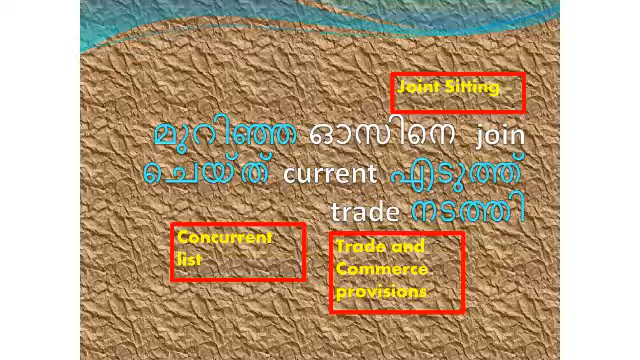 Joint Sitting
മുറിഞ്ഞ ഓസിനെ join
ചെയ്ത് current എടുത്ത്
trade നടത്തി
Concurrent
list
Trade and
Commerce
provisions